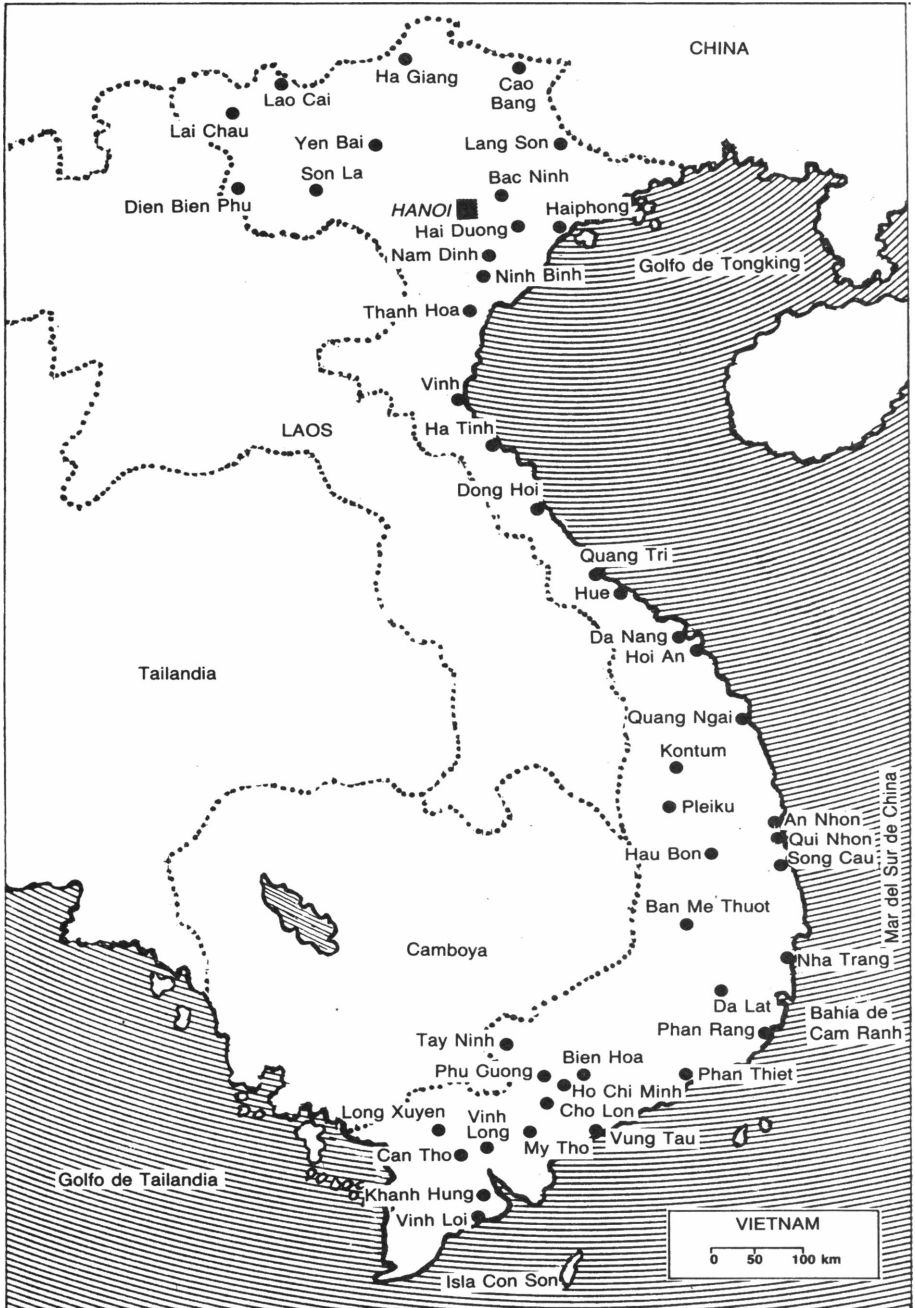 CHINA
Ha Giang
Cao
Bang
Lao Cai
Lai Chau
Yen Bai
Lang Son
Son La
Bac Ninh
Dien Bien Phu
HANOI
Haiphong
Hai Duong
Nam Dinh
Golfo de Tongking
Ninh Binh
Thanh Hoa
Vinh
LAOS
Ha Tinh
Dong Hoi
Quang Tri
Hue
Da Nang
Hoi An
Tailandia
Quang Ngai
Kontum
Pleiku
An Nhon
Qui Nhon
Song Cau
Mar del Sur de China
Hau Bon
Ban Me Thuot
Camboya
Nha Trang
Da Lat
Bahía de
Cam Ranh
Phan Rang
Tay Ninh
Bien Hoa
Phu Guong
Phan Thiet
Ho Chi Minh
Cho Lon
Long Xuyen
Vinh
Long
My Tho
Vung Tau
Can Tho
Golfo de Tailandia
Khanh Hung
Vinh Loi
VIETNAM
0 50 100 km
Isla Con Son